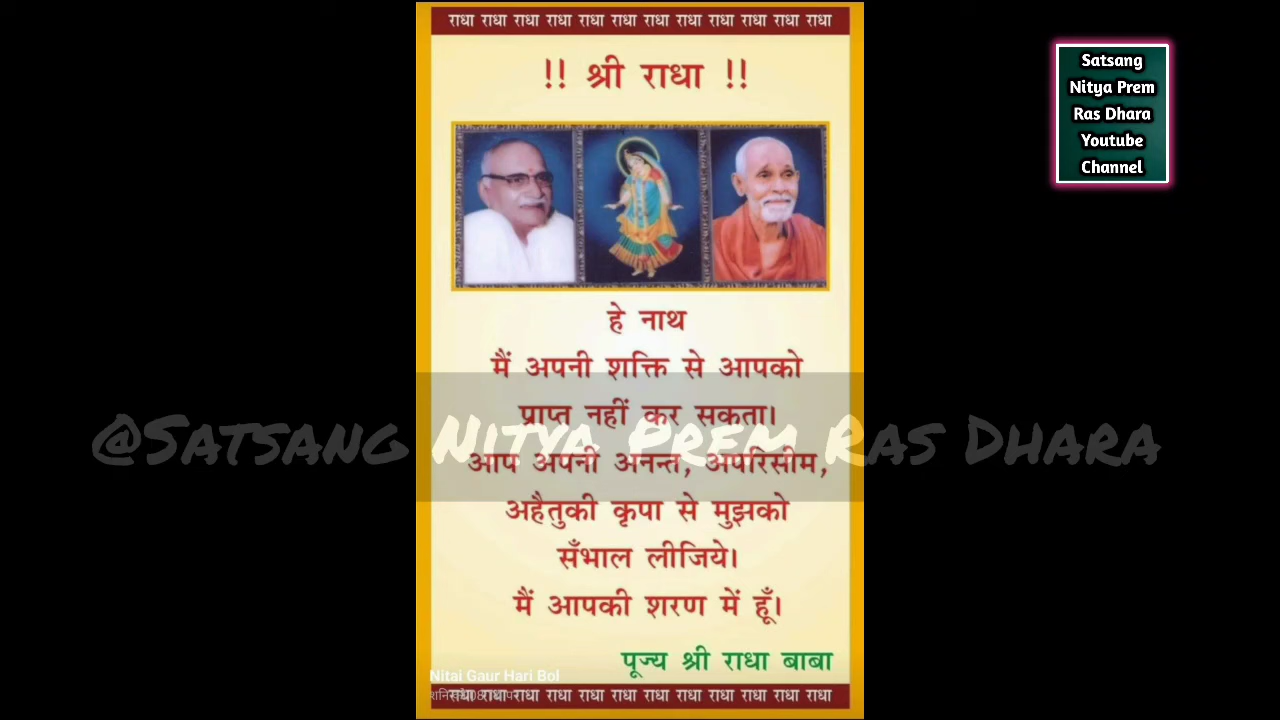 राधा राधा राधा राधा राधा राधा राधा राधा राधा राधा राधा राधा
!! श्री राधा !!
हे नाथ
मैं अपनी शक्ति से आपको
प्राप्त नहीं कर सकता।
आप अपनी अनन्त, अपरिसीम,
अहैतुकी कृपा से मुझको
सँभाल लीजिये।
मैं आपकी शरण में हूँ।
पूज्य श्री राधा बाबा
राधा राधा राधा राधा राधा राधा राधा राधा राधा राधा राधा राधा
Nitai Gaur Hari Bol
@Satsang Nitya Prem Ras Dhara
Satsang
Nitya Prem
Ras Dhara
Youtube
Channel